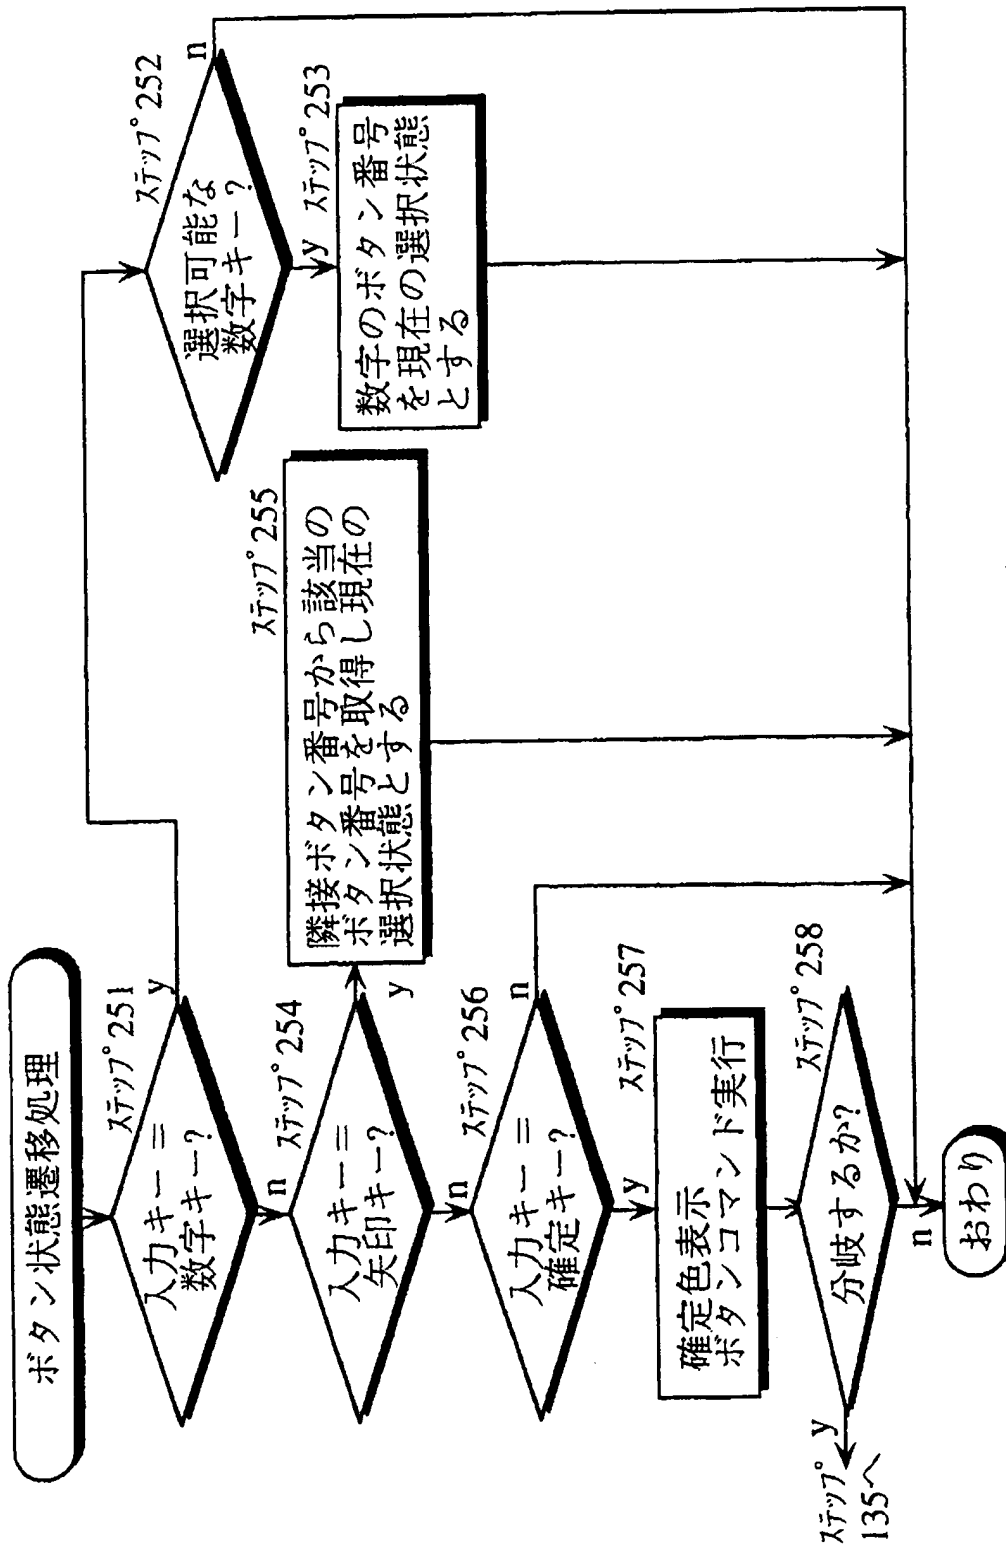 ボタン状態遷移処理
ステップ251
入力キー＝
数字キー？
y
n
ステップ252
選択可能な
数字キー？
n
y
ステップ253
数字のボタン番号
を現在の選択状態
とする
ステップ254
入力キー＝
矢印キー？
y
n
ステップ255
隣接ボタン番号から該当の
ボタン番号を取得し現在の
選択状態とする
ステップ256
入力キー＝
確定キー？
n
y
ステップ257
確定色表示
ボタンコマンド実行
ステップ258
分岐するか？
y
ステップ
135へ
n
おわり